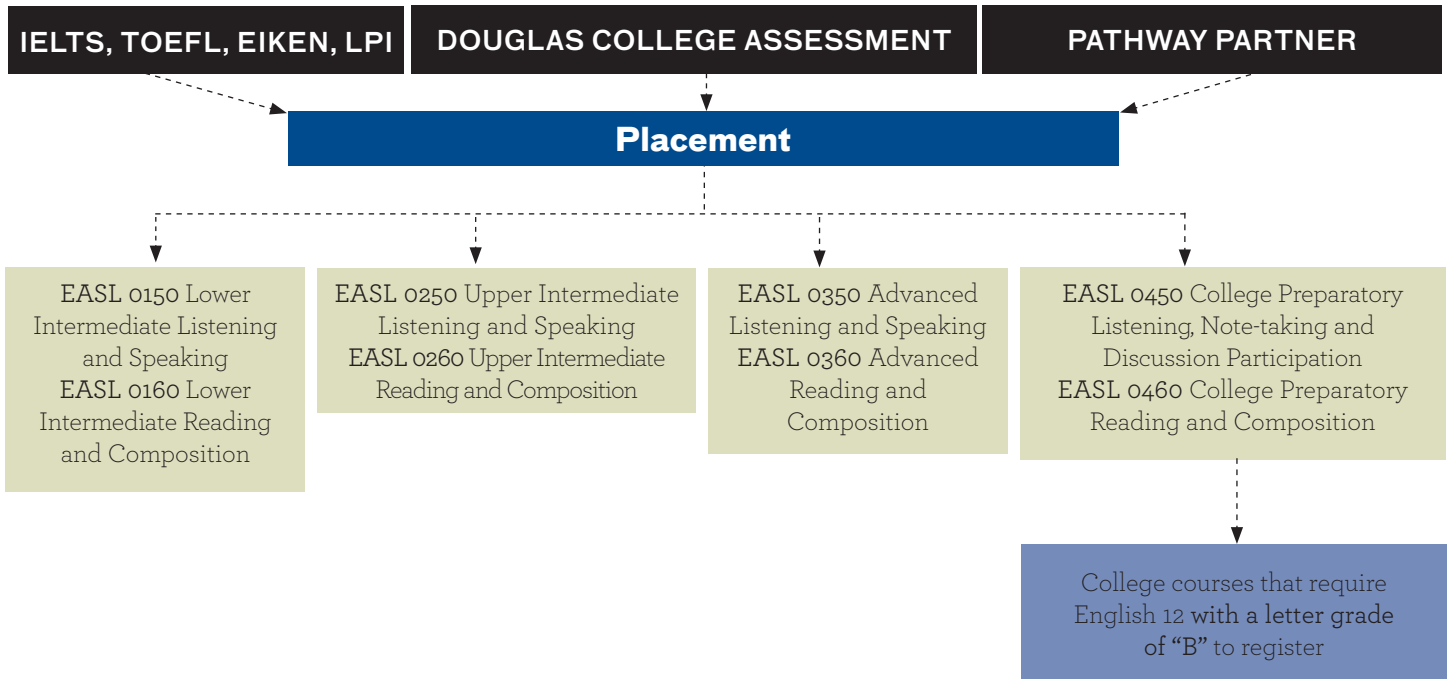 IELTS, TOEFL, EIKEN, LPI
DOUGLAS COLLEGE ASSESSMENT
PATHWAY PARTNER
Placement
EASL 0150 Lower
Intermediate Listening
and Speaking
EASL 0160 Lower
Intermediate Reading
and Composition
EASL 0250 Upper Intermediate
Listening and Speaking
EASL 0260 Upper Intermediate
Reading and Composition
EASL 0350 Advanced
Listening and Speaking
EASL 0360 Advanced
Reading and
Composition
EASL 0450 College Preparatory
Listening, Note-taking and
Discussion Participation
EASL 0460 College Preparatory
Reading and Composition
College courses that require
English 12 with a letter grade
of “B” to register